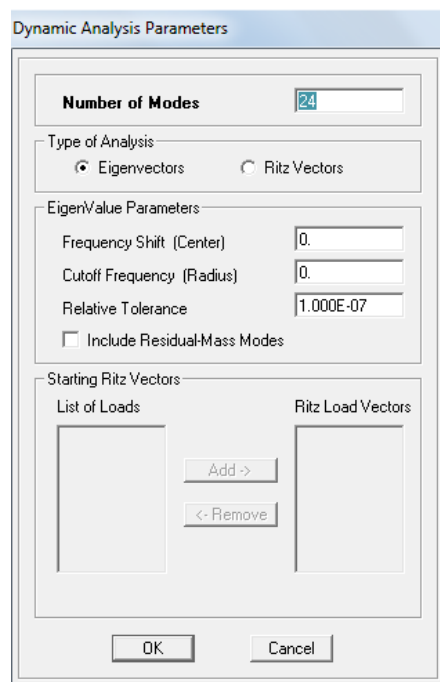 Dynamic Analysis Parameters
Number of Modes 24
Type of Analysis
Eigenvectors Ritz Vectors
EigenValue Parameters
Frequency Shift (Center) 0.
Cutoff Frequency (Radius) 0.
Relative Tolerance 1.000E-07
Include Residual-Mass Modes
Starting Ritz Vectors
List of Loads Ritz Load Vectors
Add ->
<- Remove
OK Cancel